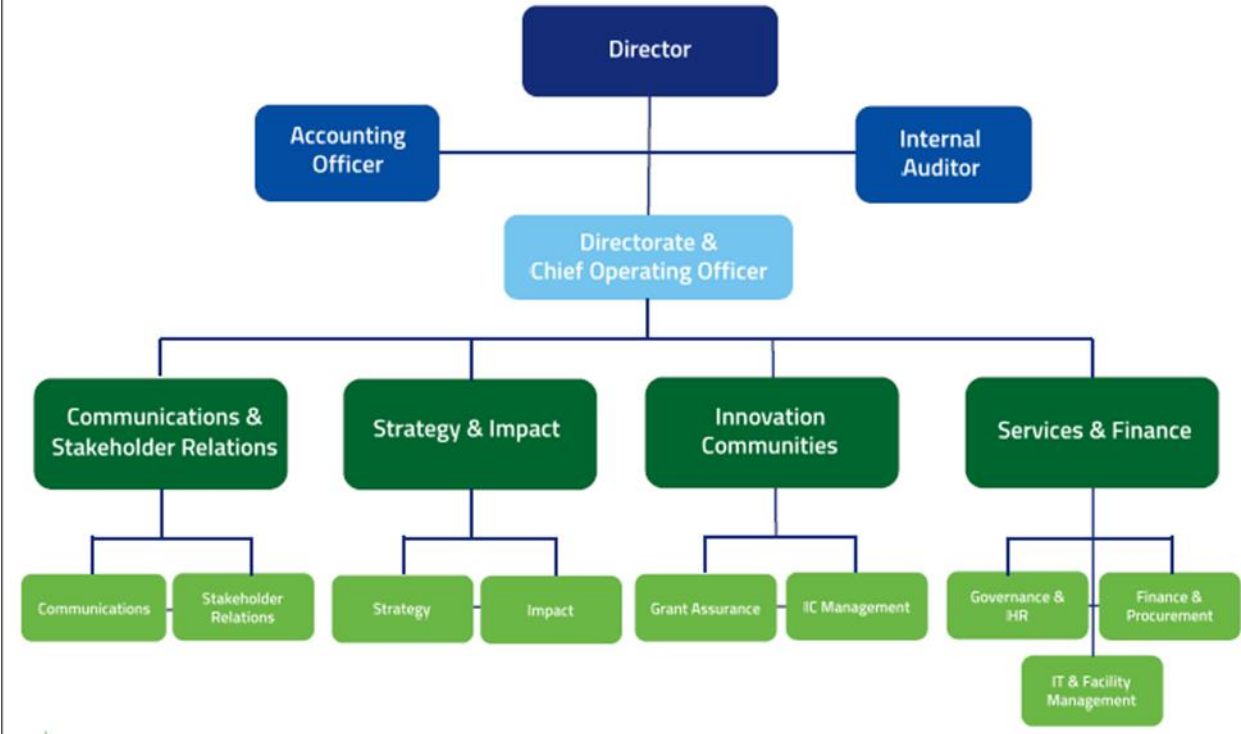 Director
Accounting
Officer
Internal
Auditor
Directorate &
Chief Operating Officer
Communications &
Stakeholder Relations
Strategy & Impact
Innovation
Communities
Services & Finance
Communications
Stakeholder
Relations
Strategy
Impact
Grant Assurance
IC Management
Governance &
HR
Finance &
Procurement
IT & Facility
Management